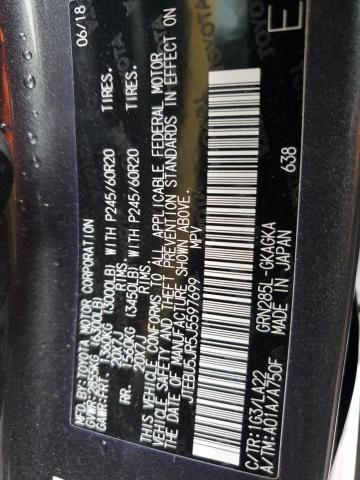 MFD.BY:TOYOTA MOTOR CORPORATION 06/18
GVWR:2855KG (6300LB)
GAWR:FRT. 1360KG (3000LB) WITH P245/60R20 TIRES.
20X7J RIMS
RR. 1560KG (3450LB) WITH P245/60R20 TIRES.
20X7J RIMS
THIS VEHICLE CONFORMS TO ALL APPLICABLE FEDERAL MOTOR
VEHICLE SAFETY AND THEFT PREVENTION STANDARDS IN EFFECT ON
THE DATE OF MANUFACTURE SHOWN ABOVE.
JTEBU5JR5J5597699 MPV
E
638
C/TR:1G3/LA22 GRN285L-GKAGKA
A/TM:A01A/A750F MADE IN JAPAN